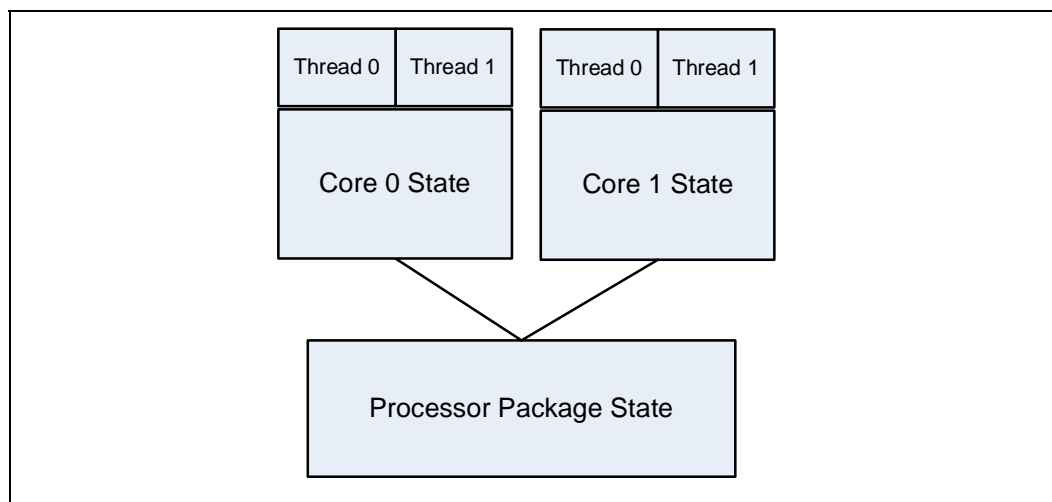 Thread 0
Thread 1
Thread 0
Thread 1
Core 0 State
Core 1 State
Processor Package State